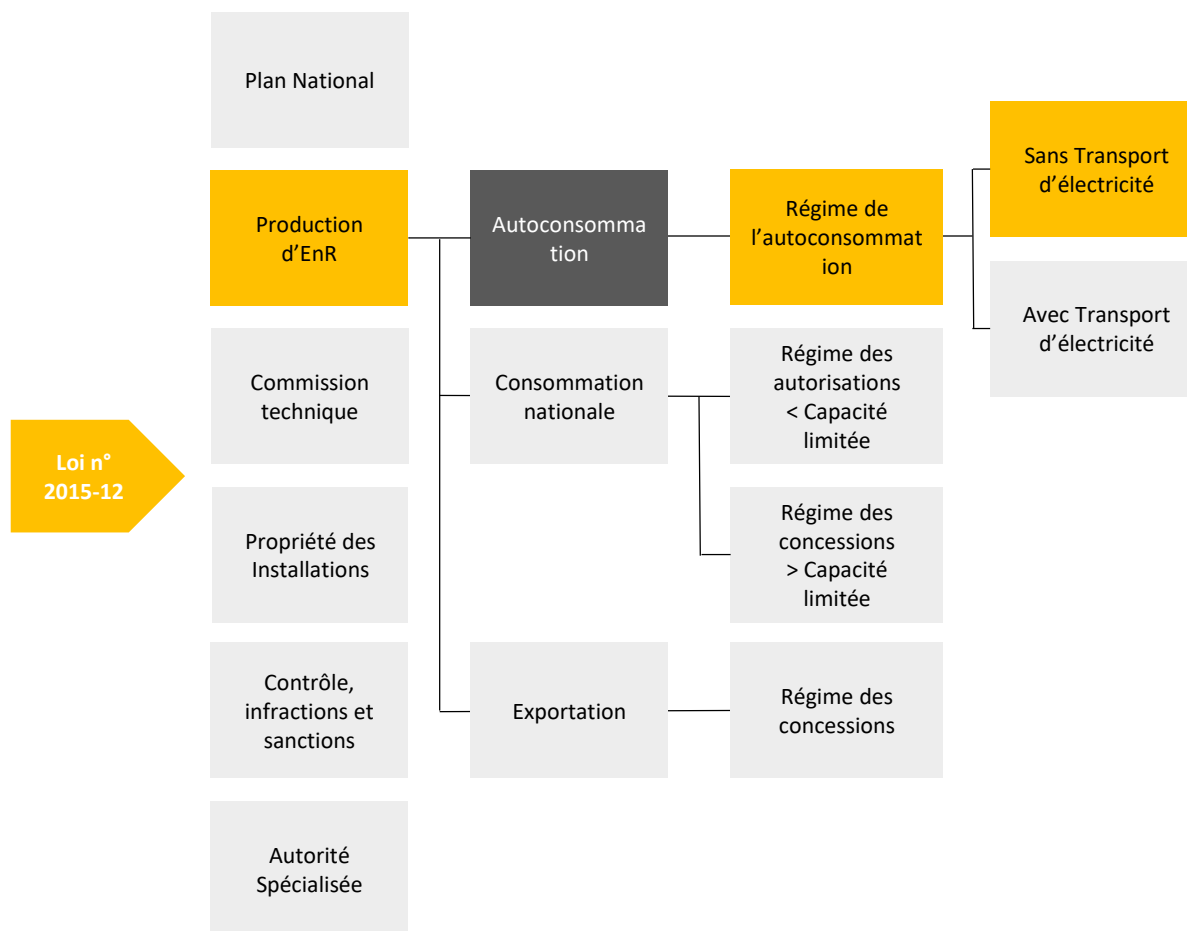 Loi n°
2015-12
Plan National
Production
d’EnR
Commission
technique
Propriété des
Installations
Contrôle,
infractions et
sanctions
Autorité
Spécialisée
Autoconsomma
tion
Consommation
nationale
Exportation
Régime de
l’autoconsommat
ion
Régime des
autorisations
< Capacité
limitée
Régime des
concessions
> Capacité
limitée
Régime des
concessions
Sans Transport
d’électricité
Avec Transport
d’électricité